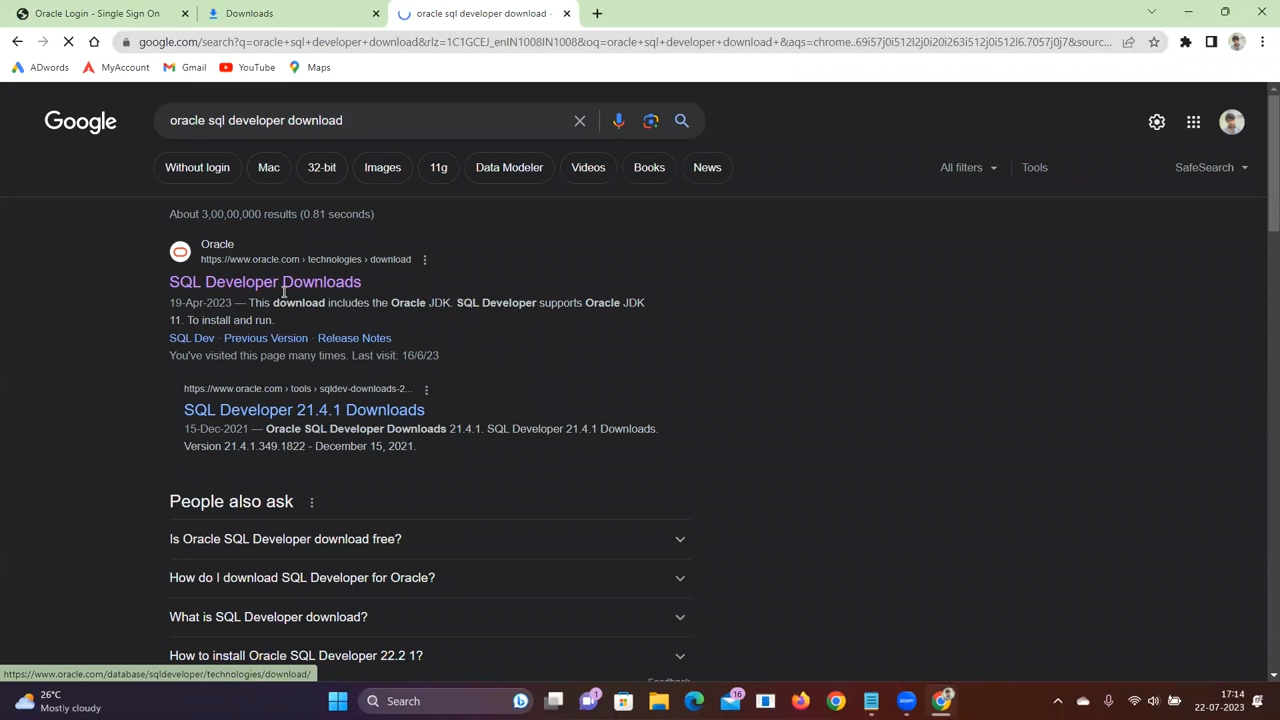 Oracle Login - Single Sign On
Downloads
oracle sql developer download -
google.com/search?q=oracle+sql+developer+download&rlz=1C1GCEJ_enIN1008IN1008&oq=oracle+sql+developer+download+&aqs=chrome..69i57j0i512l2j0i20i263i512j0i512l6.7057j0j7&sourc...
ADwords
MyAccount
Gmail
YouTube
Maps
Google
oracle sql developer download
Without login
Mac
32-bit
Images
11g
Data Modeler
Videos
Books
News
All filters
Tools
SafeSearch
About 3,00,00,000 results (0.81 seconds)
Oracle
https://www.oracle.com › technologies › download
SQL Developer Downloads
19-Apr-2023 — This download includes the Oracle JDK. SQL Developer supports Oracle JDK
11. To install and run.
SQL Dev · Previous Version · Release Notes
You've visited this page many times. Last visit: 16/6/23
https://www.oracle.com › tools › sqldev-downloads-2...
SQL Developer 21.4.1 Downloads
15-Dec-2021 — Oracle SQL Developer Downloads 21.4.1. SQL Developer 21.4.1 Downloads.
Version 21.4.1.349.1822 - December 15, 2021.
People also ask
Is Oracle SQL Developer download free?
How do I download SQL Developer for Oracle?
What is SQL Developer download?
How to install Oracle SQL Developer 22.2 1?
Feedback
https://www.oracle.com/database/sqldeveloper/technologies/download/
26°C
Mostly cloudy
Search
1
16
17:14
22-07-2023